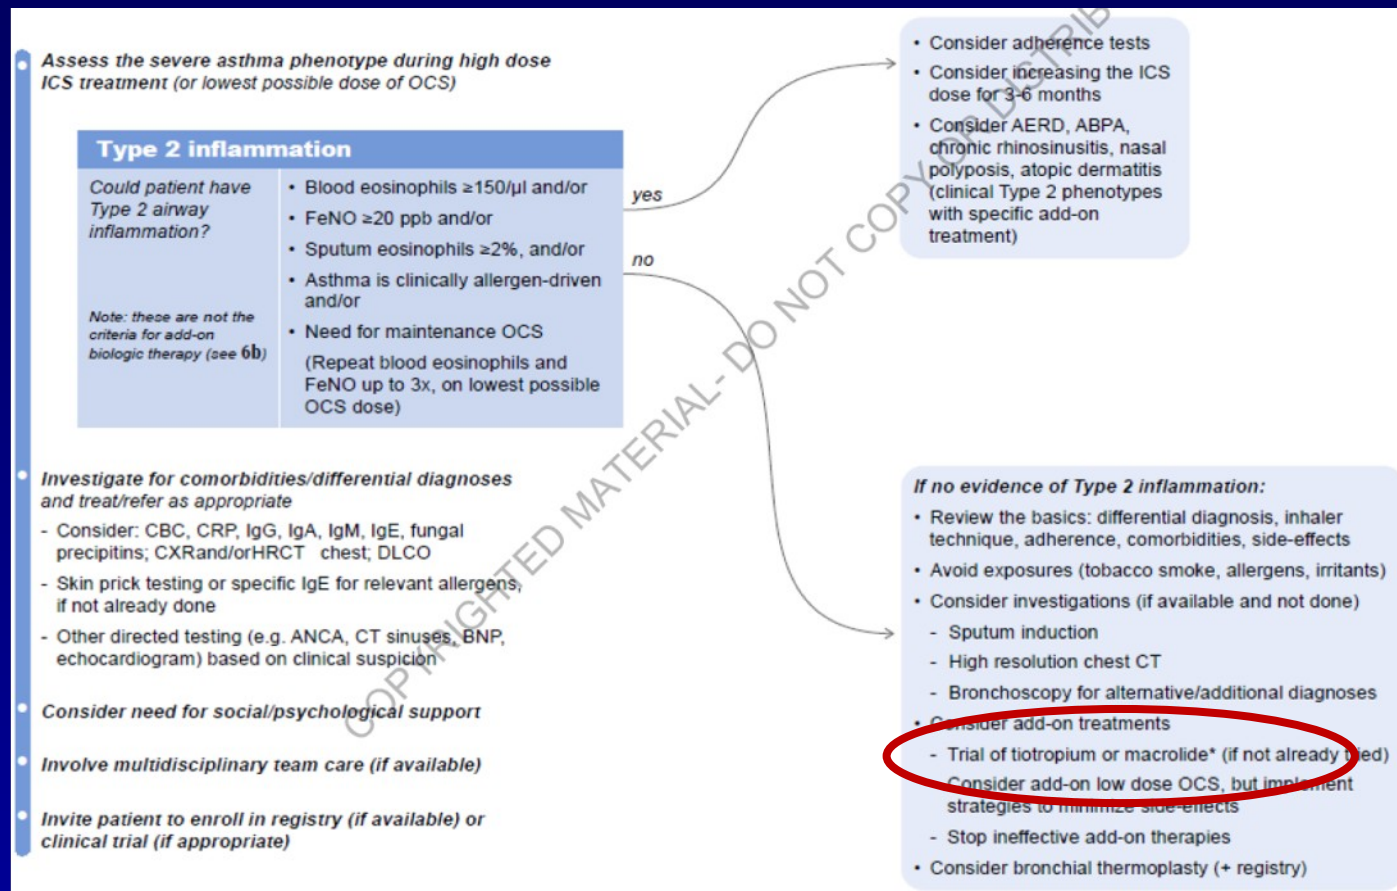 Assess the severe asthma phenotype during high dose
ICS treatment (or lowest possible dose of OCS)
Type 2 inflammation
Could patient have
Type 2 airway
inflammation?
Note: these are not the
criteria for add-on
biologic therapy (see 6b)
• Blood eosinophils ≥150/µl and/or
• FeNO ≥20 ppb and/or
• Sputum eosinophils ≥2%, and/or
• Asthma is clinically allergen-driven
and/or
• Need for maintenance OCS
(Repeat blood eosinophils and
FeNO up to 3x, on lowest possible
OCS dose)
yes
no
• Consider adherence tests
• Consider increasing the ICS
dose for 3-6 months
• Consider AERD, ABPA,
chronic rhinosinusitis, nasal
polyposis, atopic dermatitis
(clinical Type 2 phenotypes
with specific add-on
treatment)
Investigate for comorbidities/differential diagnoses
and treat/refer as appropriate
- Consider: CBC, CRP, IgG, IgA, IgM, IgE, fungal
precipitins; CXRand/orHRCT chest; DLCO
- Skin prick testing or specific IgE for relevant allergens,
if not already done
- Other directed testing (e.g. ANCA, CT sinuses, BNP,
echocardiogram) based on clinical suspicion
Consider need for social/psychological support
Involve multidisciplinary team care (if available)
Invite patient to enroll in registry (if available) or
clinical trial (if appropriate)
If no evidence of Type 2 inflammation:
• Review the basics: differential diagnosis, inhaler
technique, adherence, comorbidities, side-effects
• Avoid exposures (tobacco smoke, allergens, irritants)
• Consider investigations (if available and not done)
- Sputum induction
- High resolution chest CT
- Bronchoscopy for alternative/additional diagnoses
• Consider add-on treatments
- Trial of tiotropium or macrolide* (if not already tried)
- Consider add-on low dose OCS, but implement
strategies to minimize side-effects
- Stop ineffective add-on therapies
• Consider bronchial thermoplasty (+ registry)
COPYRIGHTED MATERIAL- DO NOT COPY OR DISTRIB